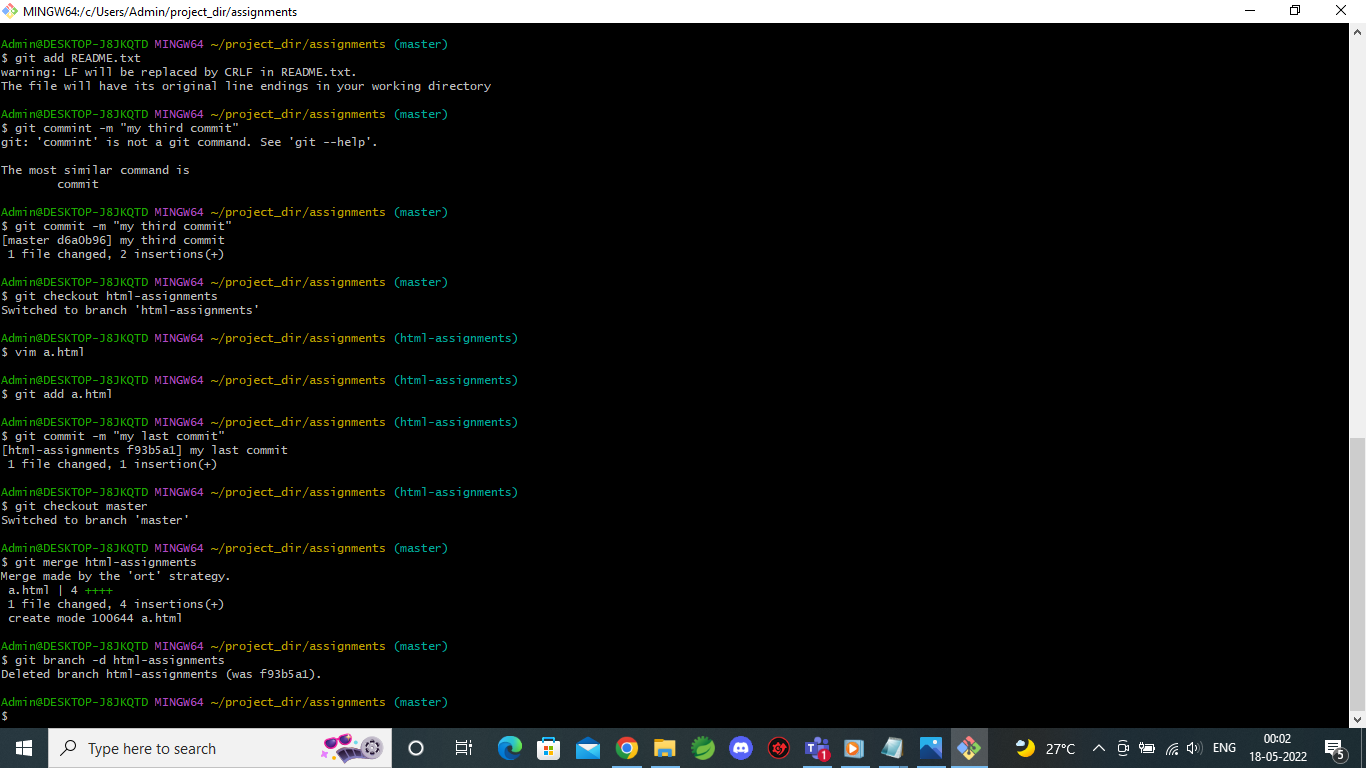 MINGW64:/c/Users/Admin/project_dir/assignments
Admin@DESKTOP-J8JKQTD MINGW64 ~/project_dir/assignments (master)
$ git add README.txt
warning: LF will be replaced by CRLF in README.txt.
The file will have its original line endings in your working directory
Admin@DESKTOP-J8JKQTD MINGW64 ~/project_dir/assignments (master)
$ git commint -m "my third commit"
git: 'commint' is not a git command. See 'git --help'.
The most similar command is
commit
Admin@DESKTOP-J8JKQTD MINGW64 ~/project_dir/assignments (master)
$ git commit -m "my third commit"
[master d6a0b96] my third commit
1 file changed, 2 insertions(+)
Admin@DESKTOP-J8JKQTD MINGW64 ~/project_dir/assignments (master)
$ git checkout html-assignments
Switched to branch 'html-assignments'
Admin@DESKTOP-J8JKQTD MINGW64 ~/project_dir/assignments (html-assignments)
$ vim a.html
Admin@DESKTOP-J8JKQTD MINGW64 ~/project_dir/assignments (html-assignments)
$ git add a.html
Admin@DESKTOP-J8JKQTD MINGW64 ~/project_dir/assignments (html-assignments)
$ git commit -m "my last commit"
[html-assignments f93b5a1] my last commit
1 file changed, 1 insertion(+)
Admin@DESKTOP-J8JKQTD MINGW64 ~/project_dir/assignments (html-assignments)
$ git checkout master
Switched to branch 'master'
Admin@DESKTOP-J8JKQTD MINGW64 ~/project_dir/assignments (master)
$ git merge html-assignments
Merge made by the 'ort' strategy.
a.html | 4 ++++
1 file changed, 4 insertions(+)
create mode 100644 a.html
Admin@DESKTOP-J8JKQTD MINGW64 ~/project_dir/assignments (master)
$ git branch -d html-assignments
Deleted branch html-assignments (was f93b5a1).
Admin@DESKTOP-J8JKQTD MINGW64 ~/project_dir/assignments (master)
$
Type here to search
1
27°C
ENG
00:02
18-05-2022
5